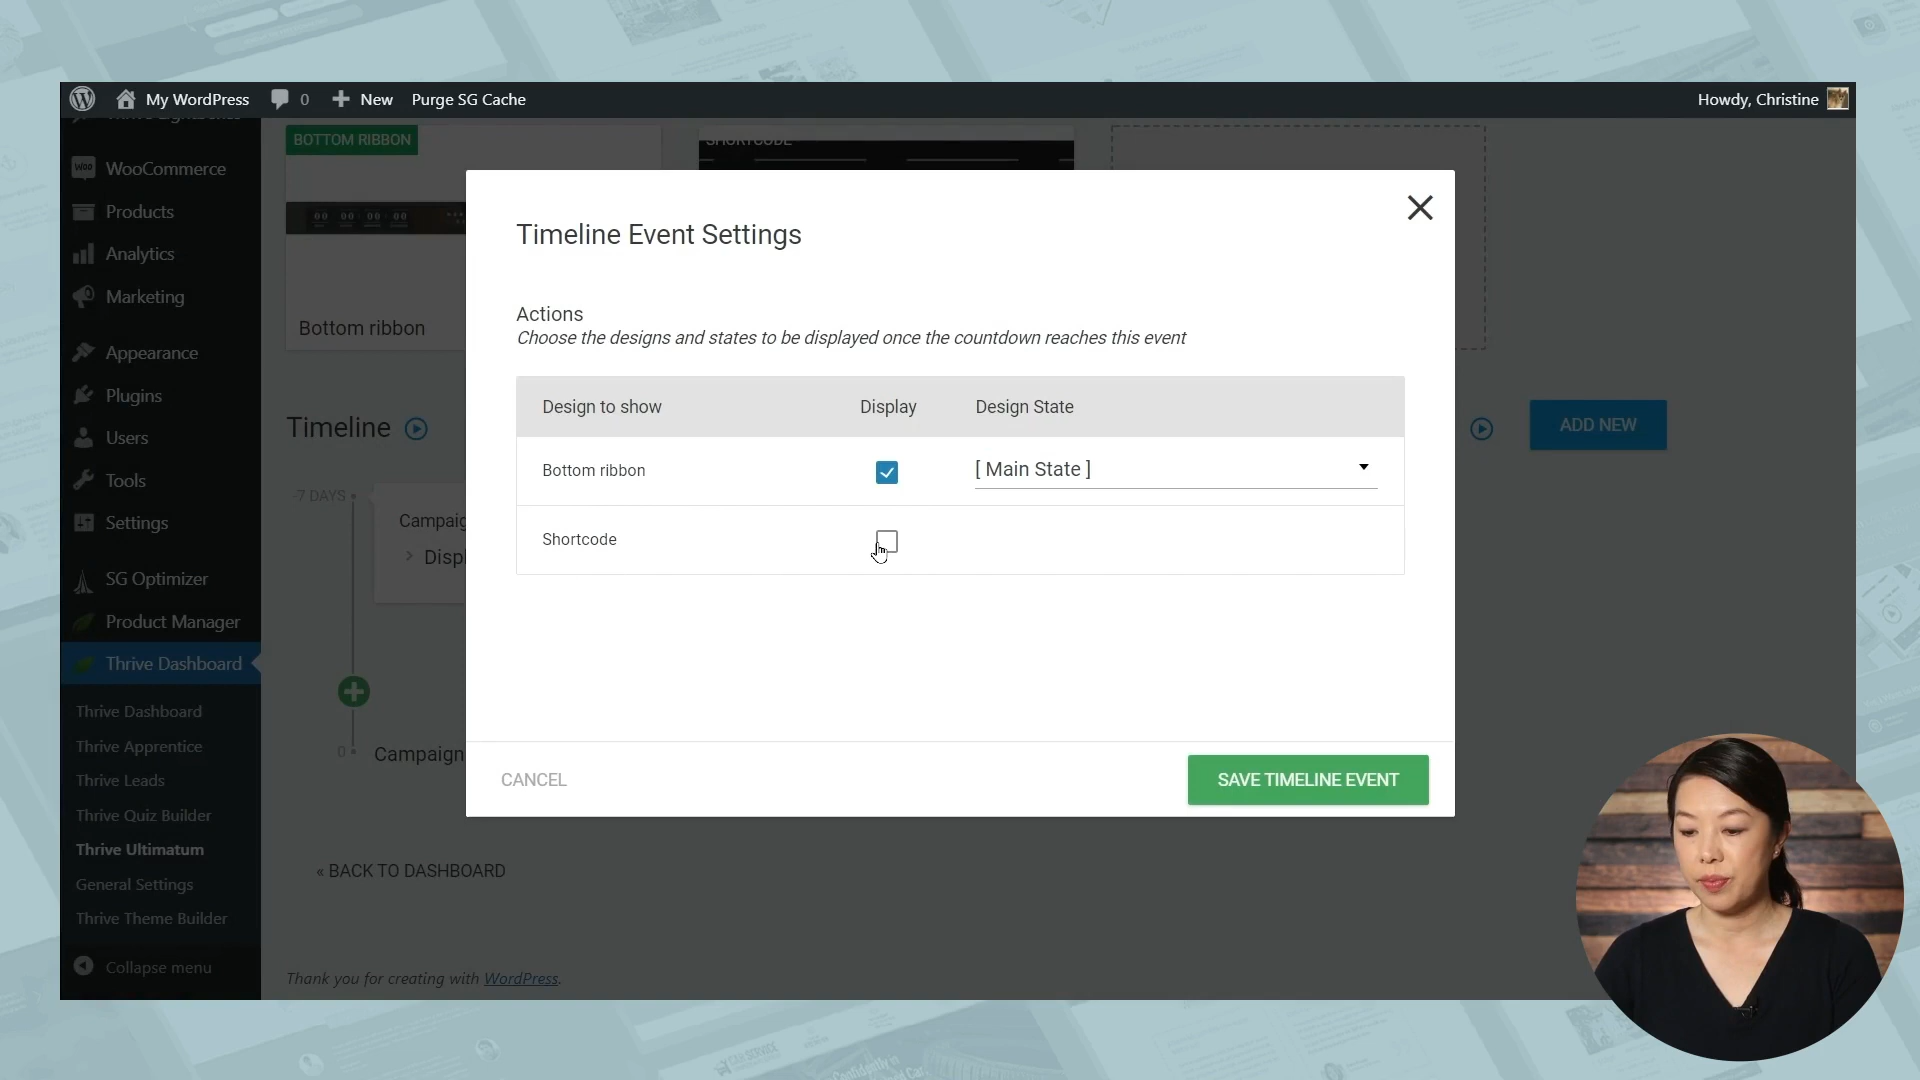 My WordPress
0
New
Purge SG Cache
Howdy, Christine
WooCommerce
Products
Analytics
Marketing
Appearance
Plugins
Users
Tools
Settings
SG Optimizer
Product Manager
Thrive Dashboard
Thrive Dashboard
Thrive Apprentice
Thrive Leads
Thrive Quiz Builder
Thrive Ultimatum
General Settings
Thrive Theme Builder
Collapse menu
BOTTOM RIBBON
SHORTCODE
00 00 00 00
Bottom ribbon
Timeline
ADD NEW
-7 DAYS
0
Campaign
« BACK TO DASHBOARD
Thank you for creating with WordPress.
Timeline Event Settings
Actions
Choose the designs and states to be displayed once the countdown reaches this event
Design to show Display Design State
Bottom ribbon [ Main State ]
Shortcode
CANCEL
SAVE TIMELINE EVENT